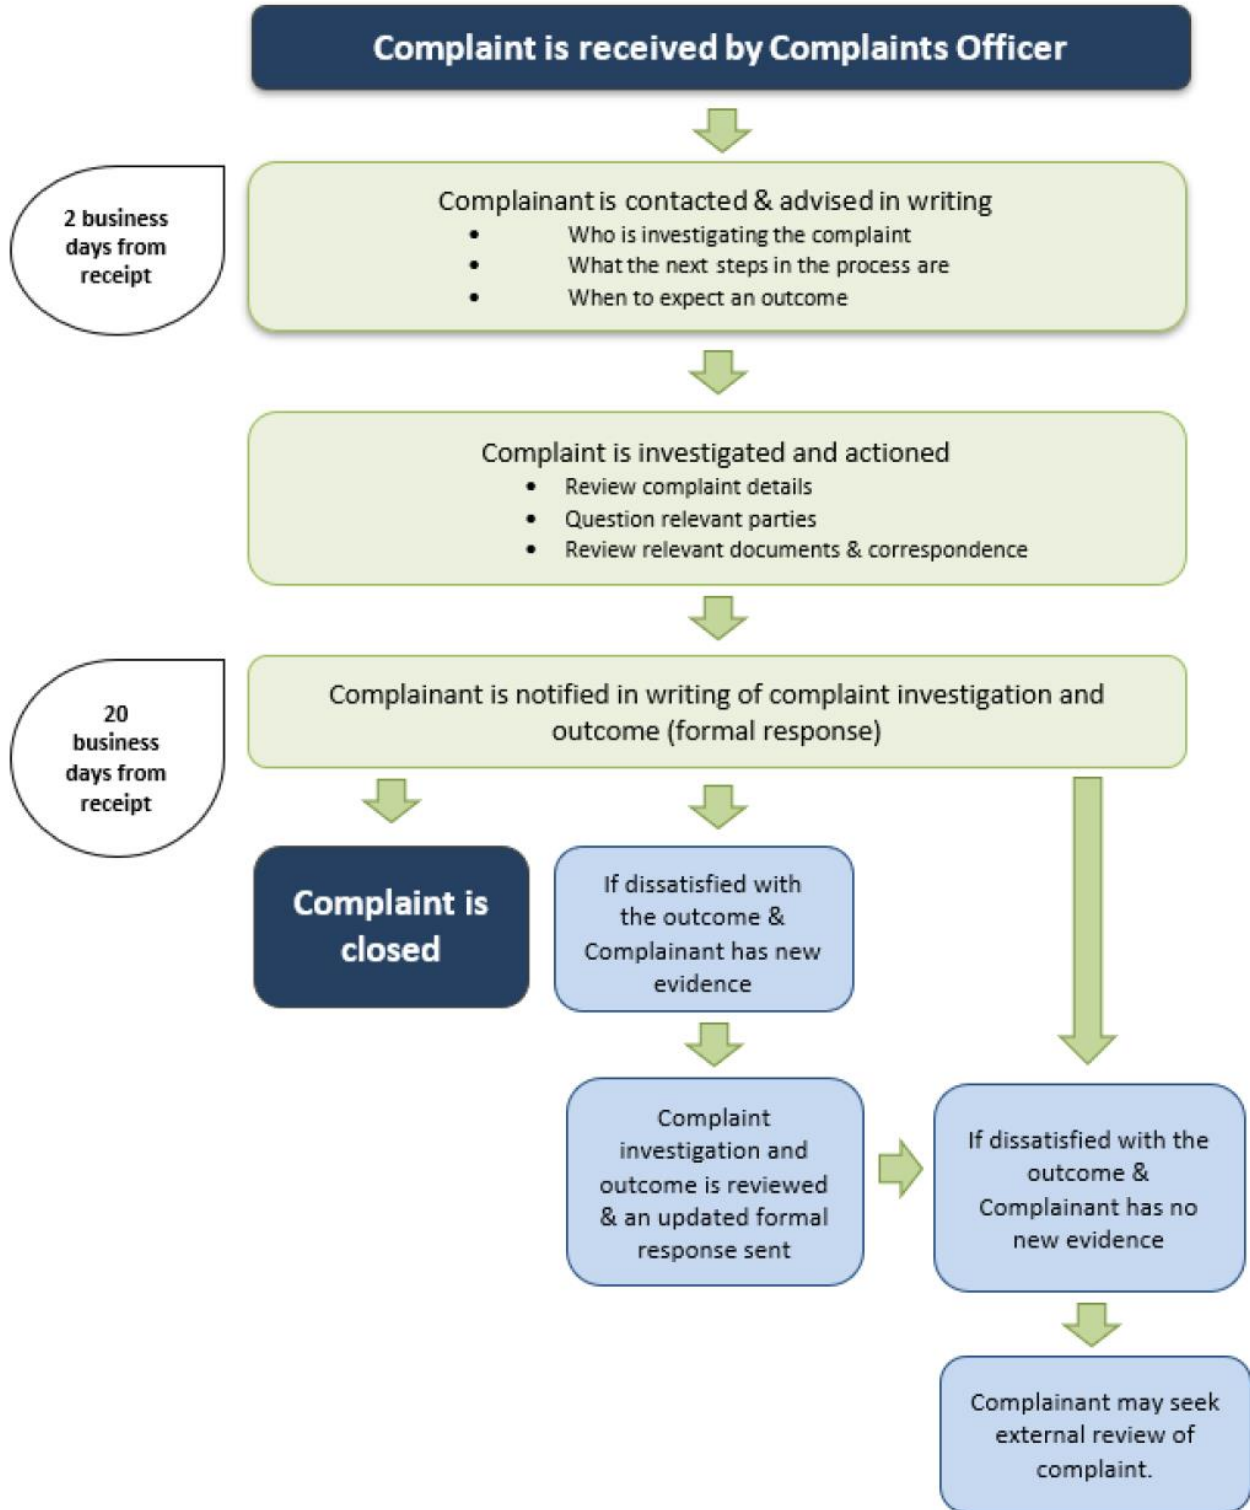 Complaint is received by Complaints Officer
2 business
days from
receipt
Complainant is contacted & advised in writing
• Who is investigating the complaint
• What the next steps in the process are
• When to expect an outcome
Complaint is investigated and actioned
• Review complaint details
• Question relevant parties
• Review relevant documents & correspondence
20
business
days from
receipt
Complainant is notified in writing of complaint investigation and
outcome (formal response)
Complaint is
closed
If dissatisfied with
the outcome &
Complainant has new
evidence
Complaint
investigation and
outcome is reviewed
& an updated formal
response sent
If dissatisfied with the
outcome &
Complainant has no
new evidence
Complainant may seek
external review of
complaint.